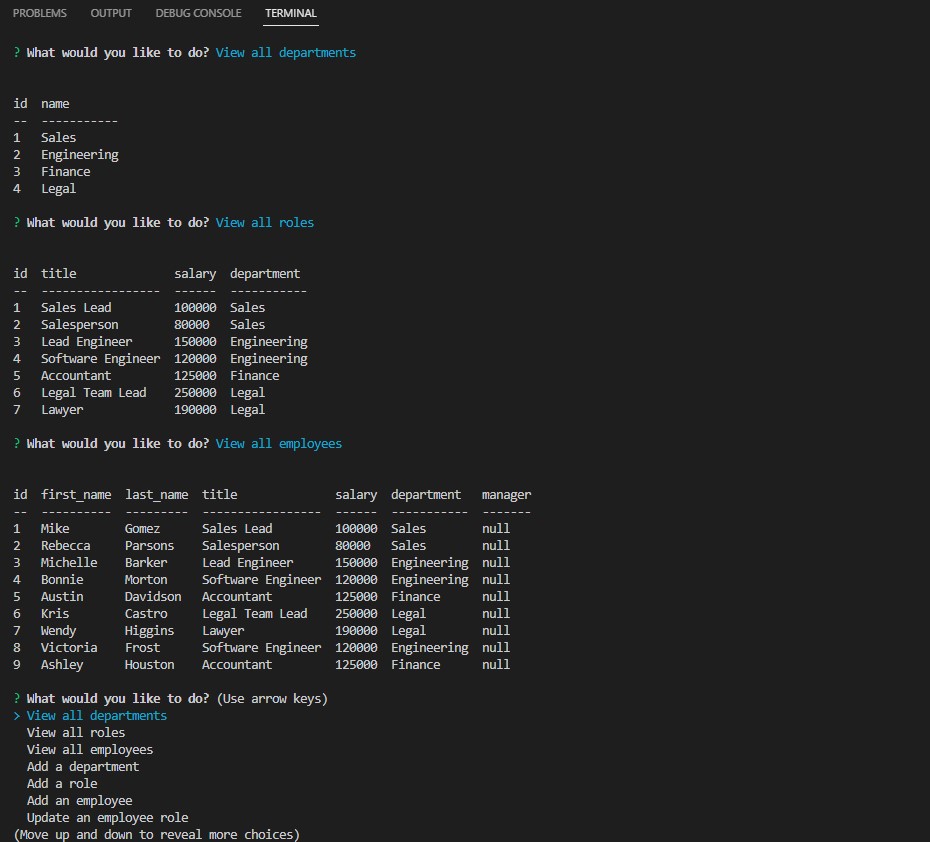 PROBLEMS OUTPUT DEBUG CONSOLE TERMINAL
? What would you like to do? View all departments
id  name
--  -----------
1   Sales
2   Engineering
3   Finance
4   Legal
? What would you like to do? View all roles
id  title              salary  department
--  -----------------  ------  -----------
1   Sales Lead         100000  Sales
2   Salesperson        80000   Sales
3   Lead Engineer      150000  Engineering
4   Software Engineer  120000  Engineering
5   Accountant         125000  Finance
6   Legal Team Lead    250000  Legal
7   Lawyer             190000  Legal
? What would you like to do? View all employees
id  first_name  last_name  title              salary  department   manager
--  ----------  ---------  -----------------  ------  -----------  -------
1   Mike        Gomez      Sales Lead         100000  Sales        null
2   Rebecca     Parsons    Salesperson        80000   Sales        null
3   Michelle    Barker     Lead Engineer      150000  Engineering  null
4   Bonnie      Morton     Software Engineer  120000  Engineering  null
5   Austin      Davidson   Accountant         125000  Finance      null
6   Kris        Castro     Legal Team Lead    250000  Legal        null
7   Wendy       Higgins    Lawyer             190000  Legal        null
8   Victoria    Frost      Software Engineer  120000  Engineering  null
9   Ashley      Houston    Accountant         125000  Finance      null
? What would you like to do? (Use arrow keys)
> View all departments
  View all roles
  View all employees
  Add a department
  Add a role
  Add an employee
  Update an employee role
(Move up and down to reveal more choices)